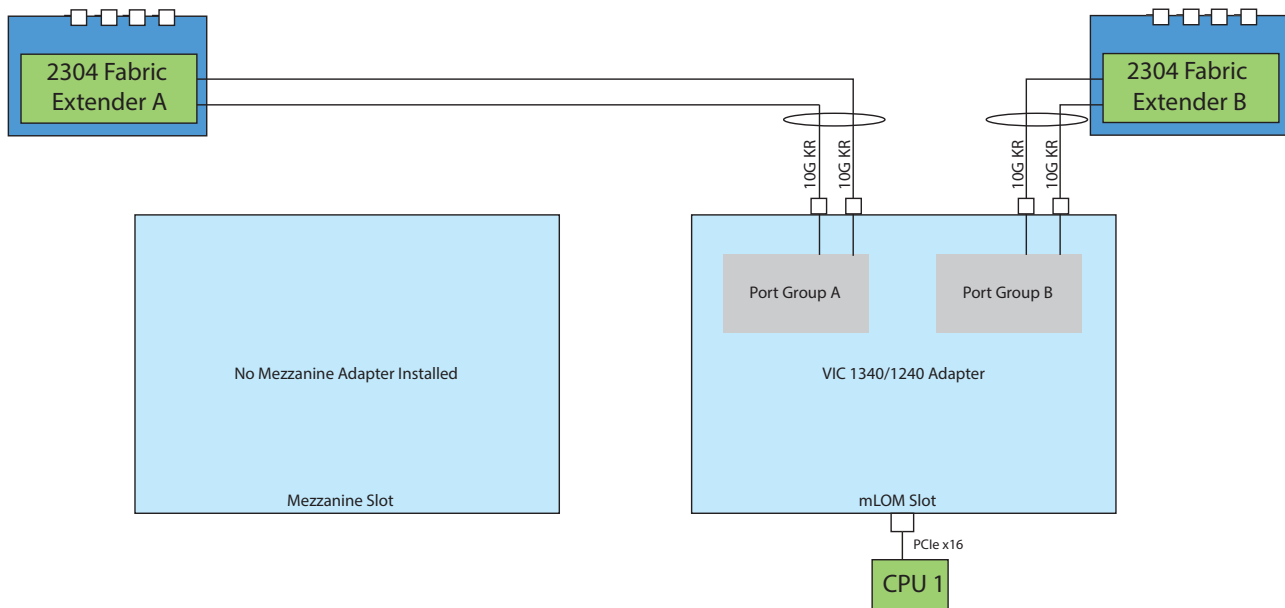 2304 Fabric
Extender A
2304 Fabric
Extender B
10G KR
10G KR
10G KR
10G KR
Port Group A
Port Group B
No Mezzanine Adapter Installed
VIC 1340/1240 Adapter
Mezzanine Slot
mLOM Slot
PCIe x16
CPU 1